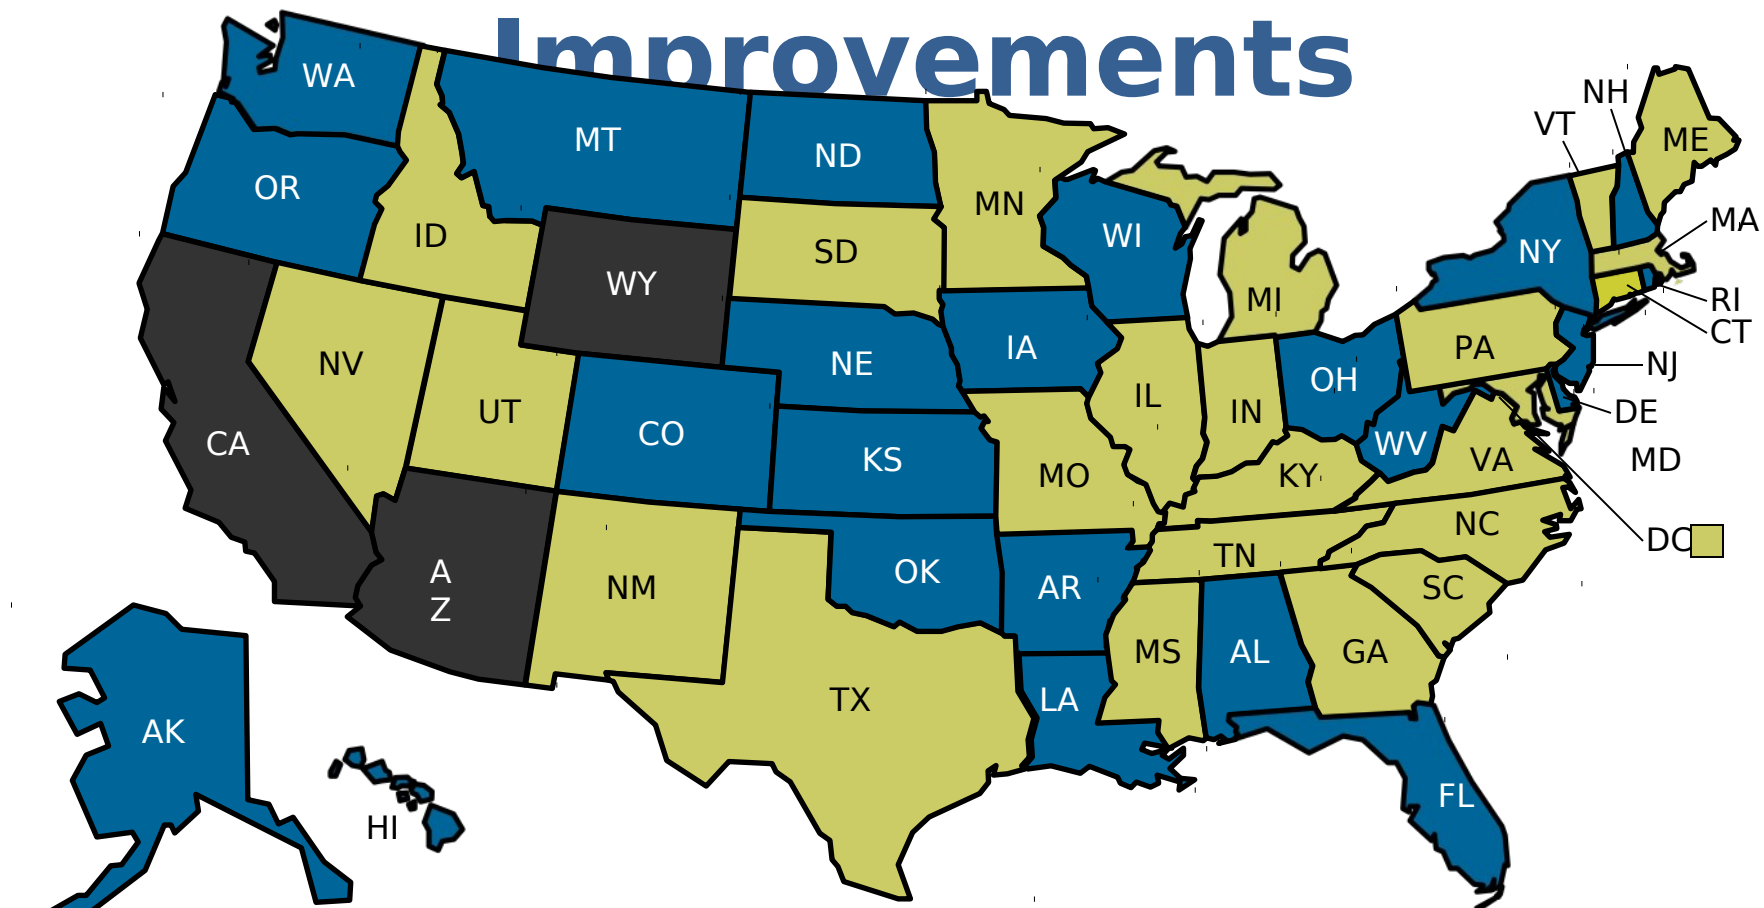 Improvements
WA
MT
ND
MN
OR
ID
SD
WI
WY
MI
NV
UT
CO
NE
IA
IL
IN
OH
PA
NY
VT
NH
ME
MA
RI
CT
NJ
DE
MD
DC
CA
KS
MO
KY
WV
VA
NC
TN
SC
A
Z
NM
OK
AR
MS
AL
GA
TX
LA
FL
AK
HI